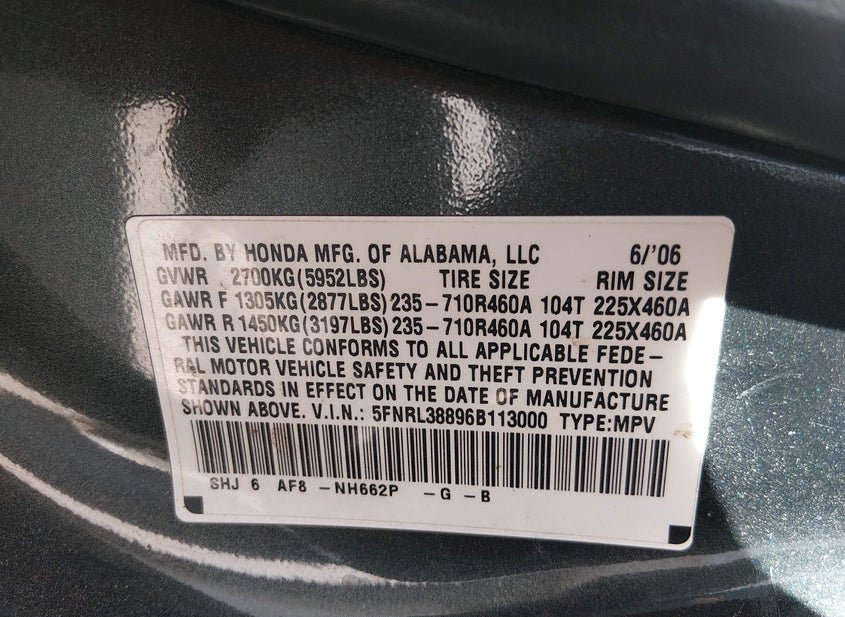 MFD. BY HONDA MFG. OF ALABAMA, LLC 6/'06
GVWR 2700KG(5952LBS) TIRE SIZE RIM SIZE
GAWR F 1305KG(2877LBS) 235-710R460A 104T 225X460A
GAWR R 1450KG(3197LBS) 235-710R460A 104T 225X460A
THIS VEHICLE CONFORMS TO ALL APPLICABLE FEDE-
RAL MOTOR VEHICLE SAFETY AND THEFT PREVENTION
STANDARDS IN EFFECT ON THE DATE OF MANUFACTURE
SHOWN ABOVE. V.I.N.: 5FNRL38896B113000 TYPE:MPV
SHJ 6 AF8 -NH662P -G -B